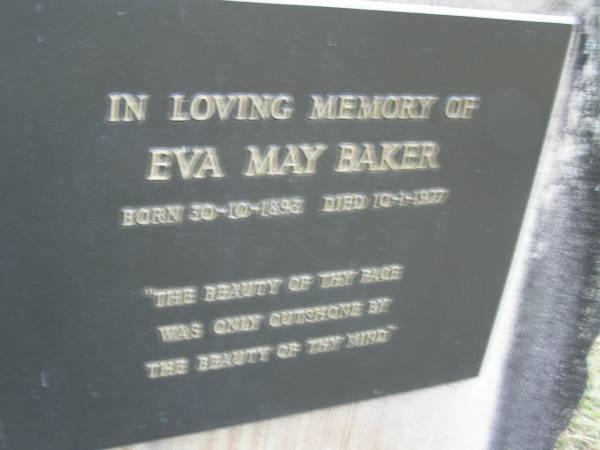 IN LOVING MEMORY OF
EVA MAY BAKER
BORN 30-10-1893 DIED 10-1-1977
"THE BEAUTY OF THY FACE
WAS ONLY OUTSHONE BY
THE BEAUTY OF THY MIND"